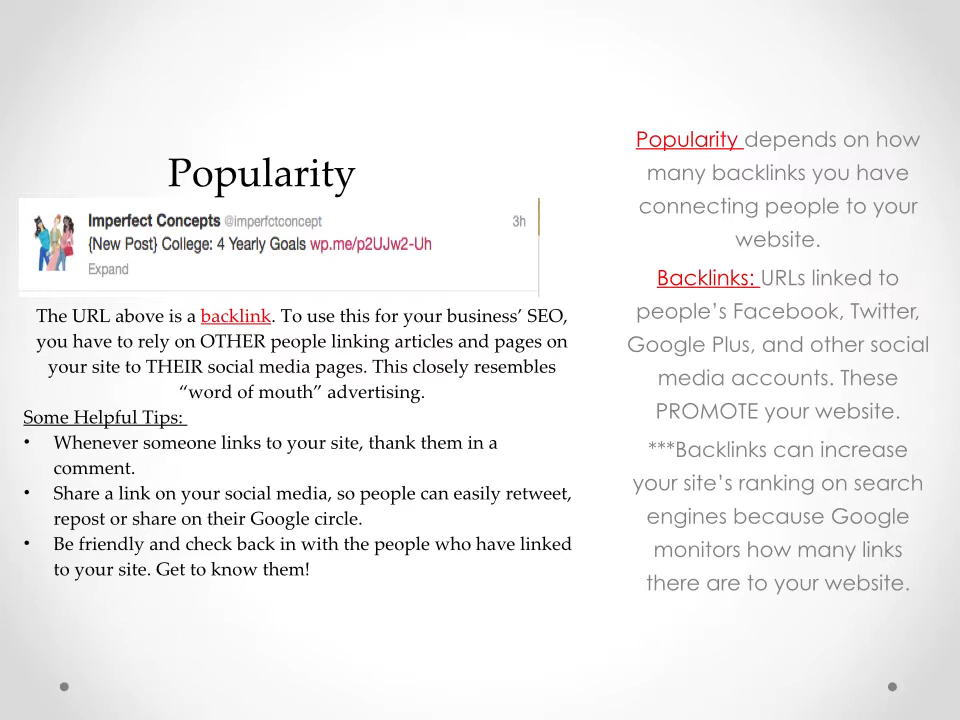 Popularity
Imperfect Concepts @imperfctconcept 3h
{New Post} College: 4 Yearly Goals wp.me/p2UJw2-Uh
Expand
The URL above is a backlink. To use this for your business’ SEO,
you have to rely on OTHER people linking articles and pages on
your site to THEIR social media pages. This closely resembles
“word of mouth” advertising.
Some Helpful Tips:
• Whenever someone links to your site, thank them in a
comment.
• Share a link on your social media, so people can easily retweet,
repost or share on their Google circle.
• Be friendly and check back in with the people who have linked
to your site. Get to know them!
Popularity depends on how
many backlinks you have
connecting people to your
website.
Backlinks: URLs linked to
people’s Facebook, Twitter,
Google Plus, and other social
media accounts. These
PROMOTE your website.
***Backlinks can increase
your site’s ranking on search
engines because Google
monitors how many links
there are to your website.